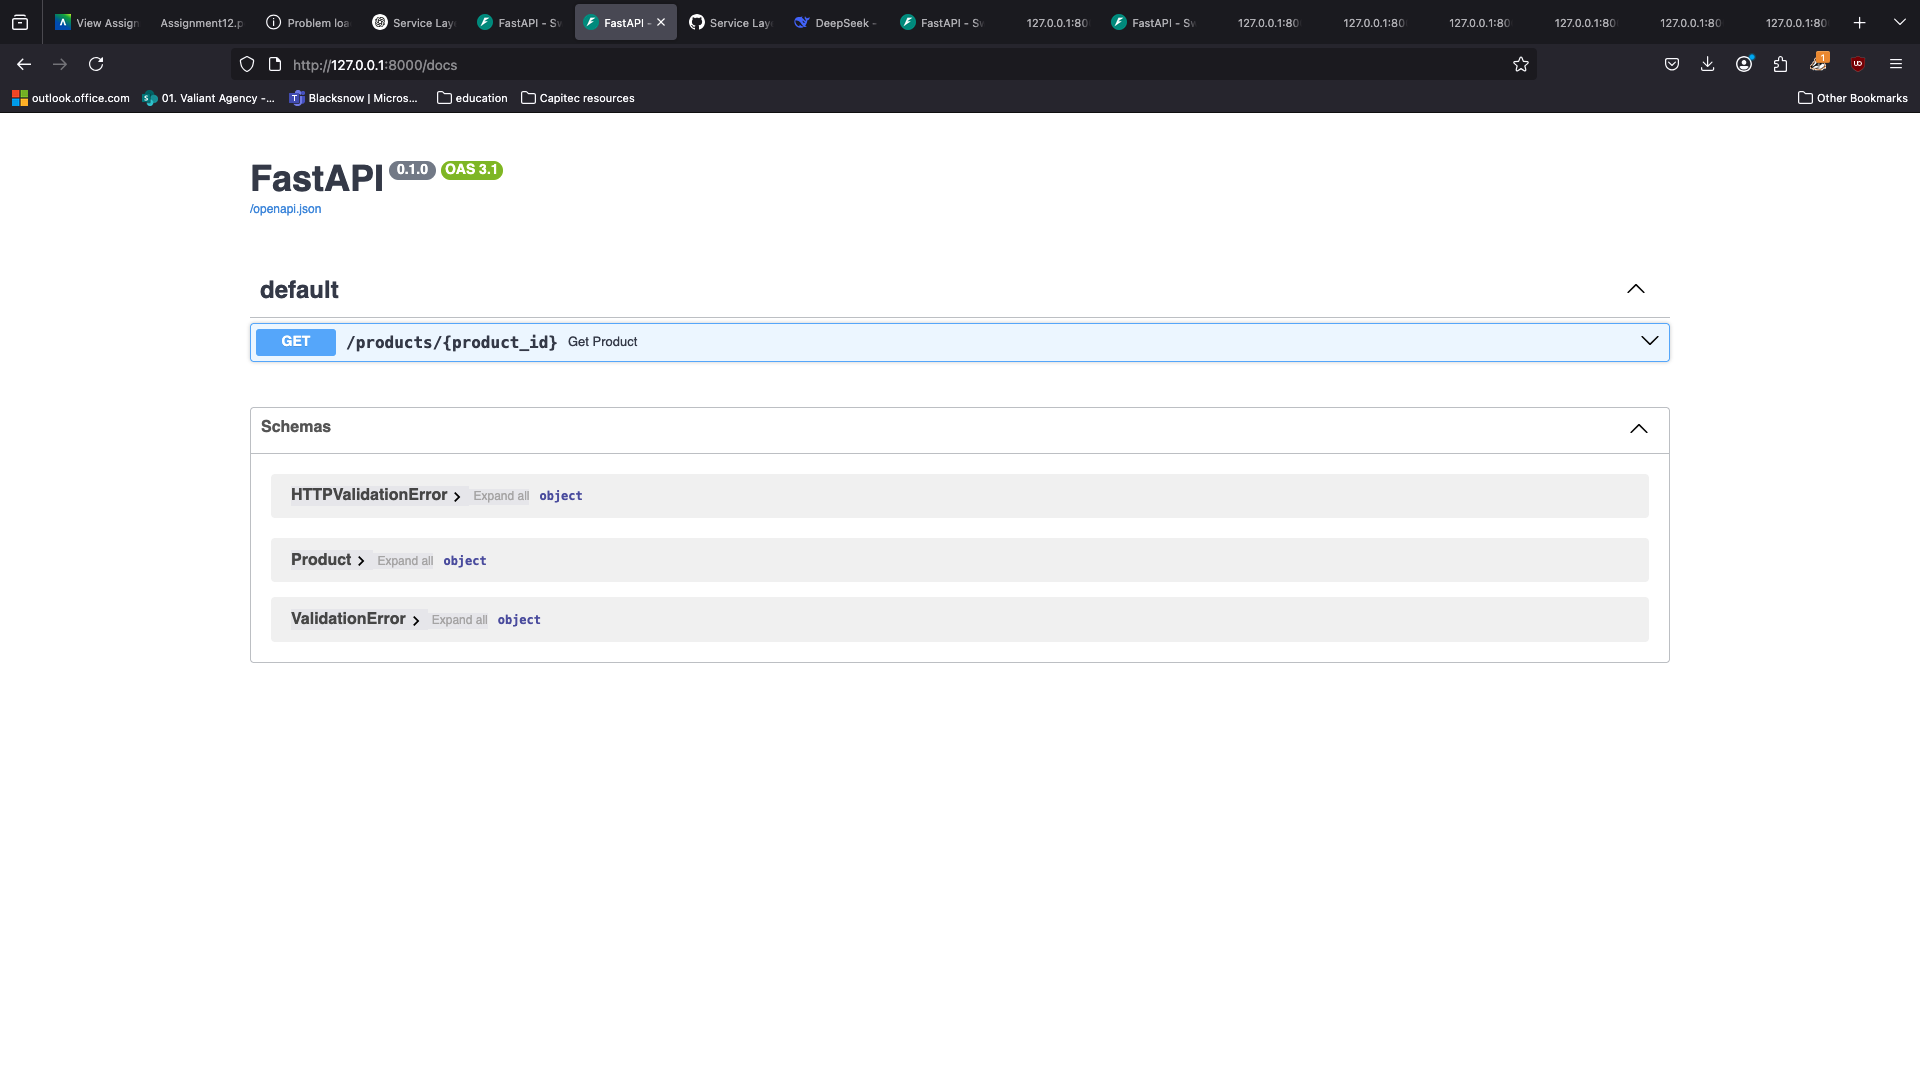 View Assign
Assignment12.p
Problem loa
Service Lay
FastAPI - Sw
FastAPI -
Service Lay
DeepSeek -
FastAPI - Sw
127.0.0.1:80
FastAPI - Sw
127.0.0.1:80
127.0.0.1:80
127.0.0.1:80
127.0.0.1:80
127.0.0.1:80
127.0.0.1:80
http://127.0.0.1:8000/docs
1
outlook.office.com
01. Valiant Agency -...
Blacksnow | Micros...
education
Capitec resources
Other Bookmarks
FastAPI 0.1.0 OAS 3.1
/openapi.json
default
GET /products/{product_id} Get Product
Schemas
HTTPValidationError Expand all object
Product Expand all object
ValidationError Expand all object